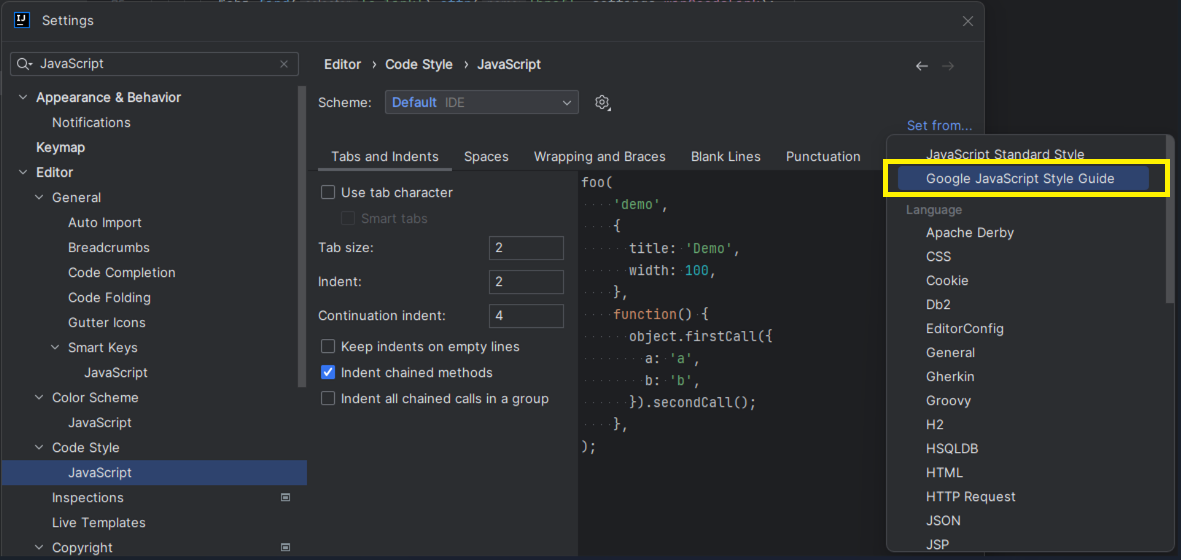 IJ
Settings
JavaScript
Appearance & Behavior
Notifications
Keymap
Editor
General
Auto Import
Breadcrumbs
Code Completion
Code Folding
Gutter Icons
Smart Keys
JavaScript
Color Scheme
JavaScript
Code Style
JavaScript
Inspections
Live Templates
Copyright
Editor › Code Style › JavaScript
Scheme: Default IDE
Set from...
Tabs and Indents Spaces Wrapping and Braces Blank Lines Punctuation
Use tab character
Smart tabs
Tab size: 2
Indent: 2
Continuation indent: 4
Keep indents on empty lines
Indent chained methods
Indent all chained calls in a group
foo(
'demo',
{
title: 'Demo',
width: 100,
},
function() {
object.firstCall({
a: 'a',
b: 'b',
}).secondCall();
},
);
JavaScript Standard Style
Google JavaScript Style Guide
Language
Apache Derby
CSS
Cookie
Db2
EditorConfig
General
Gherkin
Groovy
H2
HSQLDB
HTML
HTTP Request
JSON
JSP